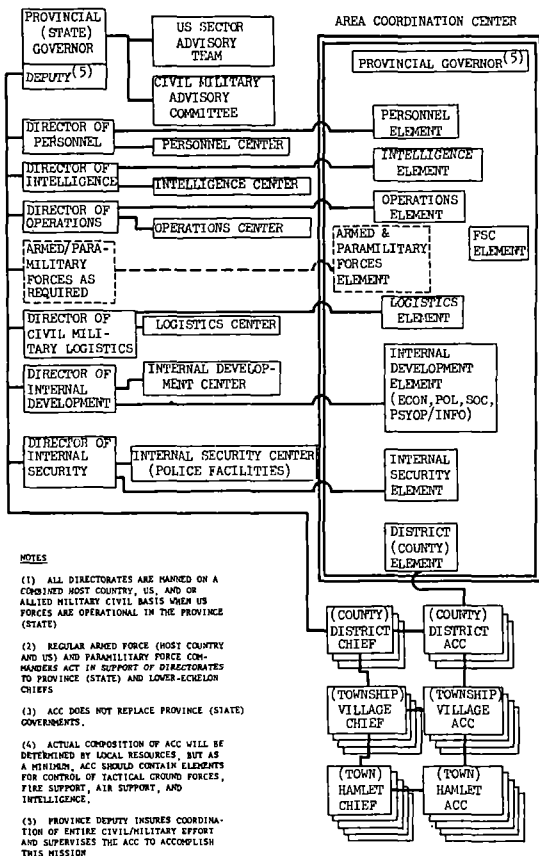 PROVINCIAL
(STATE)
GOVERNOR
DEPUTY(5)
US SECTOR
ADVISORY
TEAM
CIVIL MILITARY
ADVISORY
COMMITTEE
AREA COORDINATION CENTER
PROVINCIAL GOVERNOR(5)
DIRECTOR OF
PERSONNEL
PERSONNEL CENTER
PERSONNEL
ELEMENT
DIRECTOR OF
INTELLIGENCE
INTELLIGENCE CENTER
INTELLIGENCE
ELEMENT
DIRECTOR OF
OPERATIONS
OPERATIONS CENTER
OPERATIONS
ELEMENT
ARMED/PARA-
MILITARY
FORCES AS
REQUIRED
ARMED &
PARAMILITARY
FORCES
ELEMENT
FSC
ELEMENT
DIRECTOR OF
CIVIL MILI-
TARY LOGISTICS
LOGISTICS CENTER
LOGISTICS
ELEMENT
DIRECTOR OF
INTERNAL
DEVELOPMENT
INTERNAL DEVELOP-
MENT CENTER
INTERNAL
DEVELOPMENT
ELEMENT
(ECON,POL,SOC,
PSYOP/INFO)
DIRECTOR OF
INTERNAL
SECURITY
INTERNAL SECURITY CENTER
(POLICE FACILITIES)
INTERNAL
SECURITY
ELEMENT
DISTRICT
(COUNTY)
ELEMENT
(COUNTY)
DISTRICT
CHIEF
(COUNTY)
DISTRICT
ACC
(TOWNSHIP)
VILLAGE
CHIEF
(TOWNSHIP)
VILLAGE
ACC
(TOWN)
HAMLET
CHIEF
(TOWN)
HAMLET
ACC
NOTES
(1) ALL DIRECTORATES ARE MANNED ON A
COMBINED HOST COUNTRY, US, AND OR
ALLIED MILITARY CIVIL BASIS WHEN US
FORCES ARE OPERATIONAL IN THE PROVINCE
(STATE)
(2) REGULAR ARMED FORCE (HOST COUNTRY
AND US) AND PARAMILITARY FORCE COM-
MANDERS ACT IN SUPPORT OF DIRECTORATES
TO PROVINCE (STATE) AND LOWER-ECHELON
CHIEFS
(3) ACC DOES NOT REPLACE PROVINCE (STATE)
GOVERNMENTS.
(4) ACTUAL COMPOSITION OF ACC WILL BE
DETERMINED BY LOCAL RESOURCES, BUT AS
A MINIMUM, ACC SHOULD CONTAIN ELEMENTS
FOR CONTROL OF TACTICAL GROUND FORCES,
FIRE SUPPORT, AIR SUPPORT, AND
INTELLIGENCE.
(5) PROVINCE DEPUTY INSURES COORDINA-
TION OF ENTIRE CIVIL/MILITARY EFFORT
AND SUPERVISES THE ACC TO ACCOMPLISH
THIS MISSION